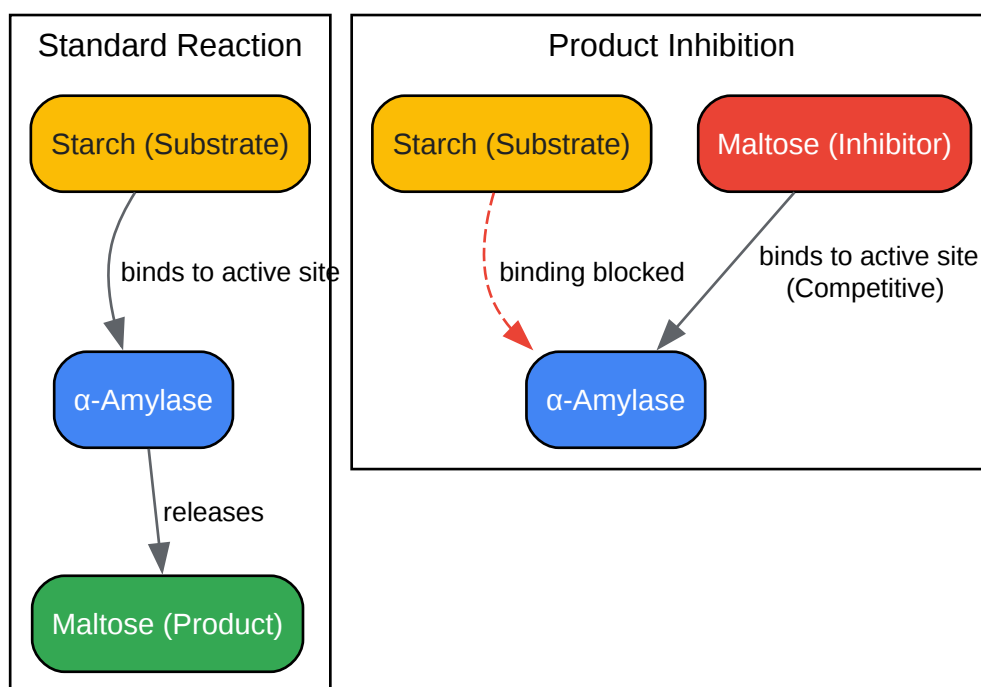 Standard Reaction
Starch (Substrate)
binds to active site
α-Amylase
releases
Maltose (Product)
Product Inhibition
Starch (Substrate)
Maltose (Inhibitor)
binding blocked
binds to active site
(Competitive)
α-Amylase